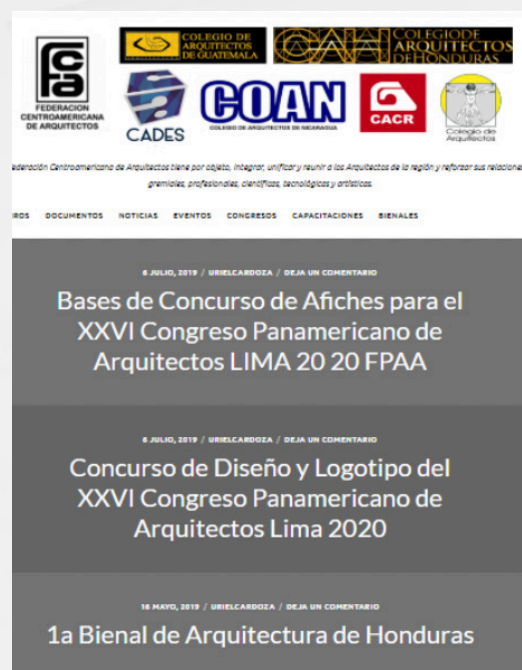 FEDERACION
CENTROAMERICANA
DE ARQUITECTOS
COLEGIO DE
ARQUITECTOS
DE GUATEMALA
CAH
COLEGIO DE
ARQUITECTOS
DE HONDURAS
CADES
COAN
COLEGIO DE ARQUITECTOS DE NICARAGUA
CACR
Colegio de
Arquitectos
ederación Centroamericana de Arquitectos tiene por objeto, integrar, unificar y reunir a los Arquitectos de la región y reforzar sus relacione
gremiales, profesionales, científicas, tecnológicas y artísticas.
ROS DOCUMENTOS NOTICIAS EVENTOS CONGRESOS CAPACITACIONES BIENALES
6 JULIO, 2019 / URIELCARDOZA / DEJA UN COMENTARIO
Bases de Concurso de Afiches para el
XXVI Congreso Panamericano de
Arquitectos LIMA 20 20 FPAA
6 JULIO, 2019 / URIELCARDOZA / DEJA UN COMENTARIO
Concurso de Diseño y Logotipo del
XXVI Congreso Panamericano de
Arquitectos Lima 2020
16 MAYO, 2019 / URIELCARDOZA / DEJA UN COMENTARIO
1a Bienal de Arquitectura de Honduras